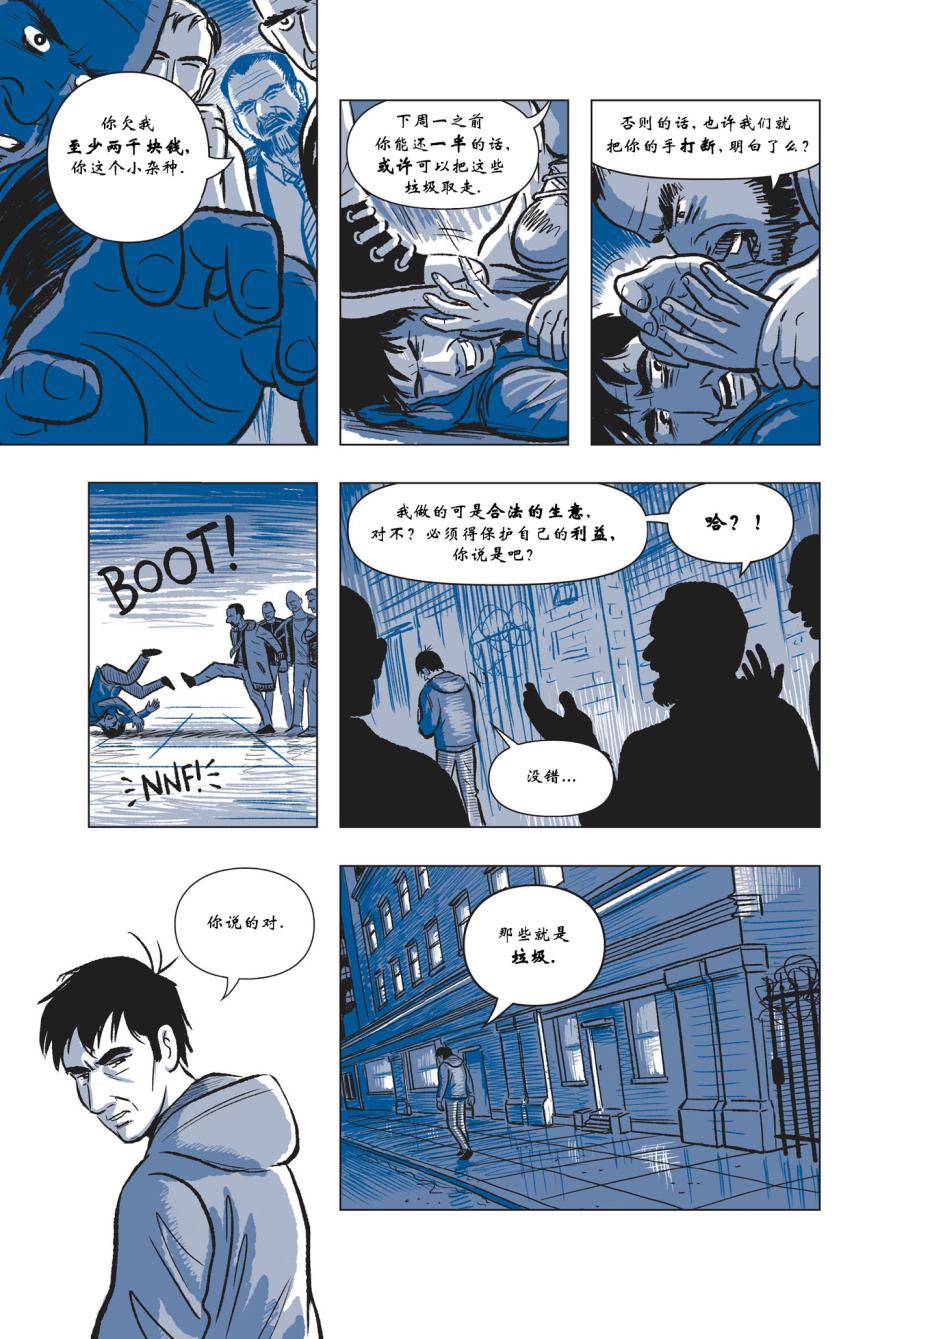 你欠我
至少两千块钱,
你这个小杂种.
下周一之前
你能还一半的话,
或许可以把这些
垃圾取走.
否则的话, 也许我们就
把你的手打断, 明白了么?
BOOT!
NNF!
我做的可是合法的生意,
对不? 必须得保护自己的利益,
你说是吧?
哈? !
没错...
你说的对.
那些就是
垃圾.